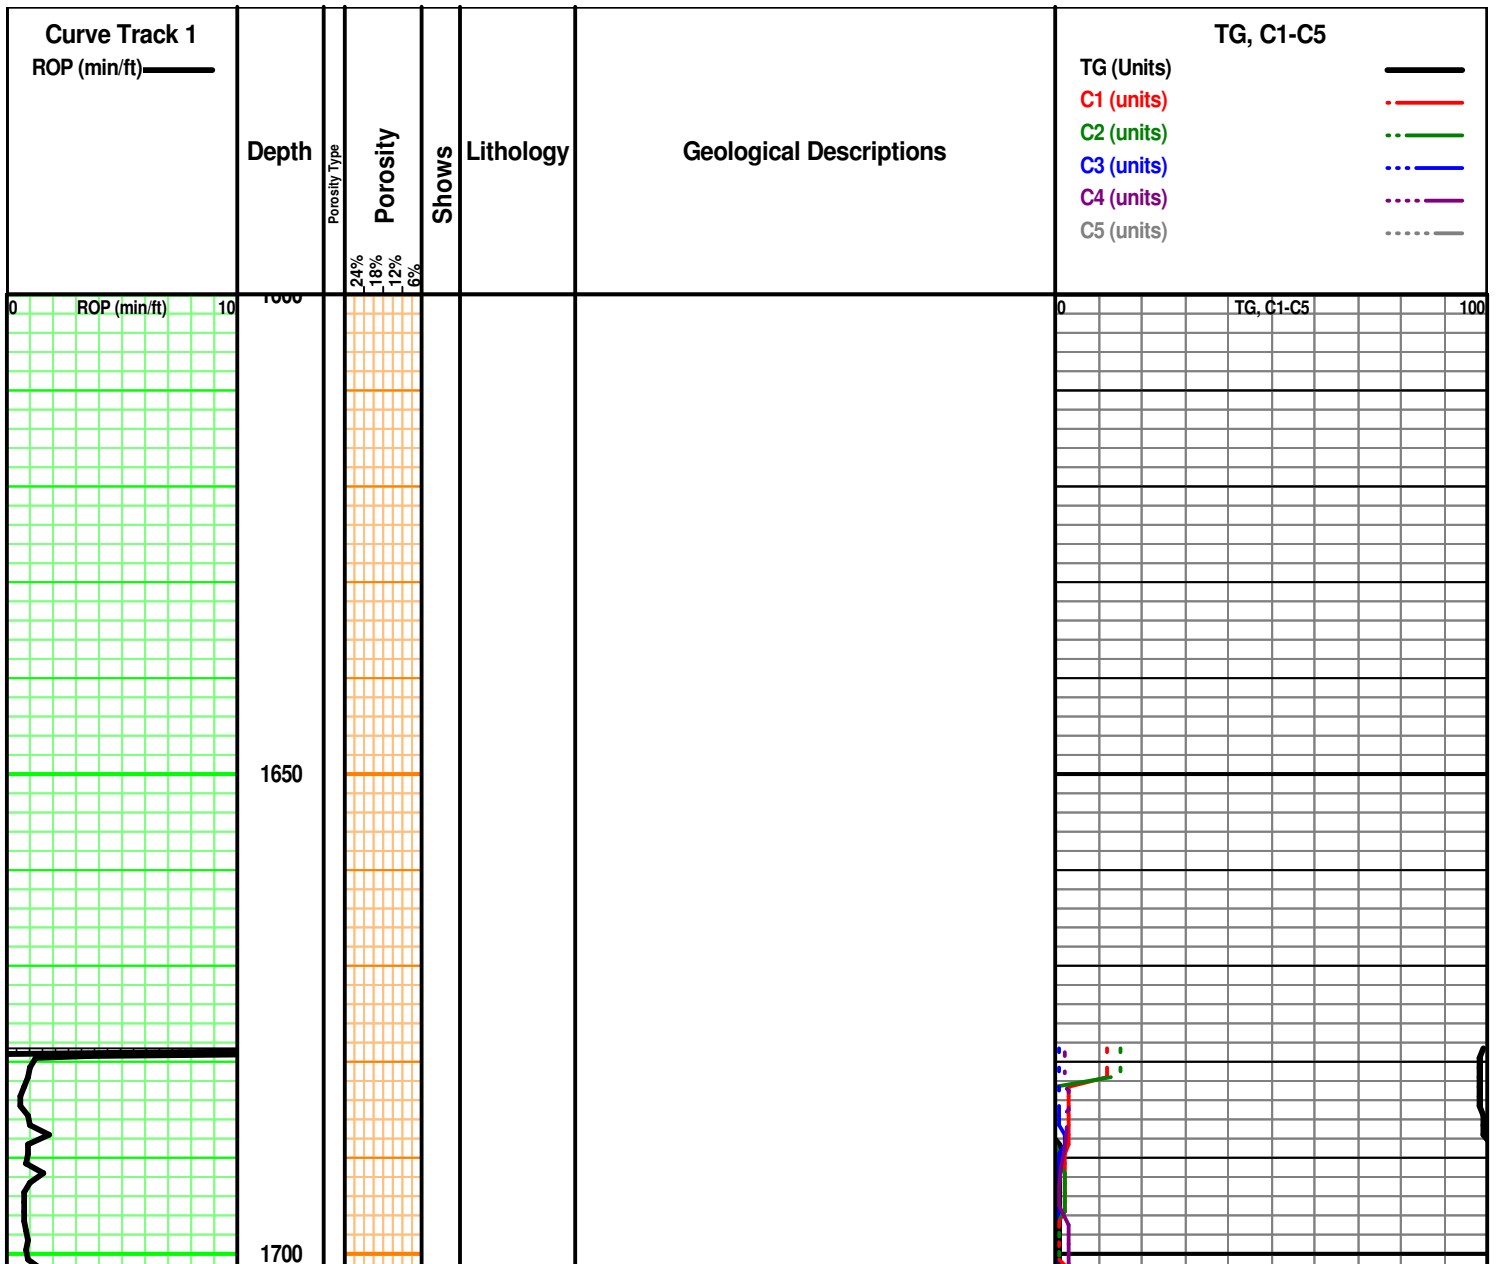 Curve Track 1
ROP (min/ft)
Depth
Porosity Type
Porosity
24%
18%
12%
6%
Shows
Lithology
Geological Descriptions
TG, C1-C5
TG (Units)
C1 (units)
C2 (units)
C3 (units)
C4 (units)
C5 (units)
0 ROP (min/ft) 10
0 TG, C1-C5 100
1650
1700